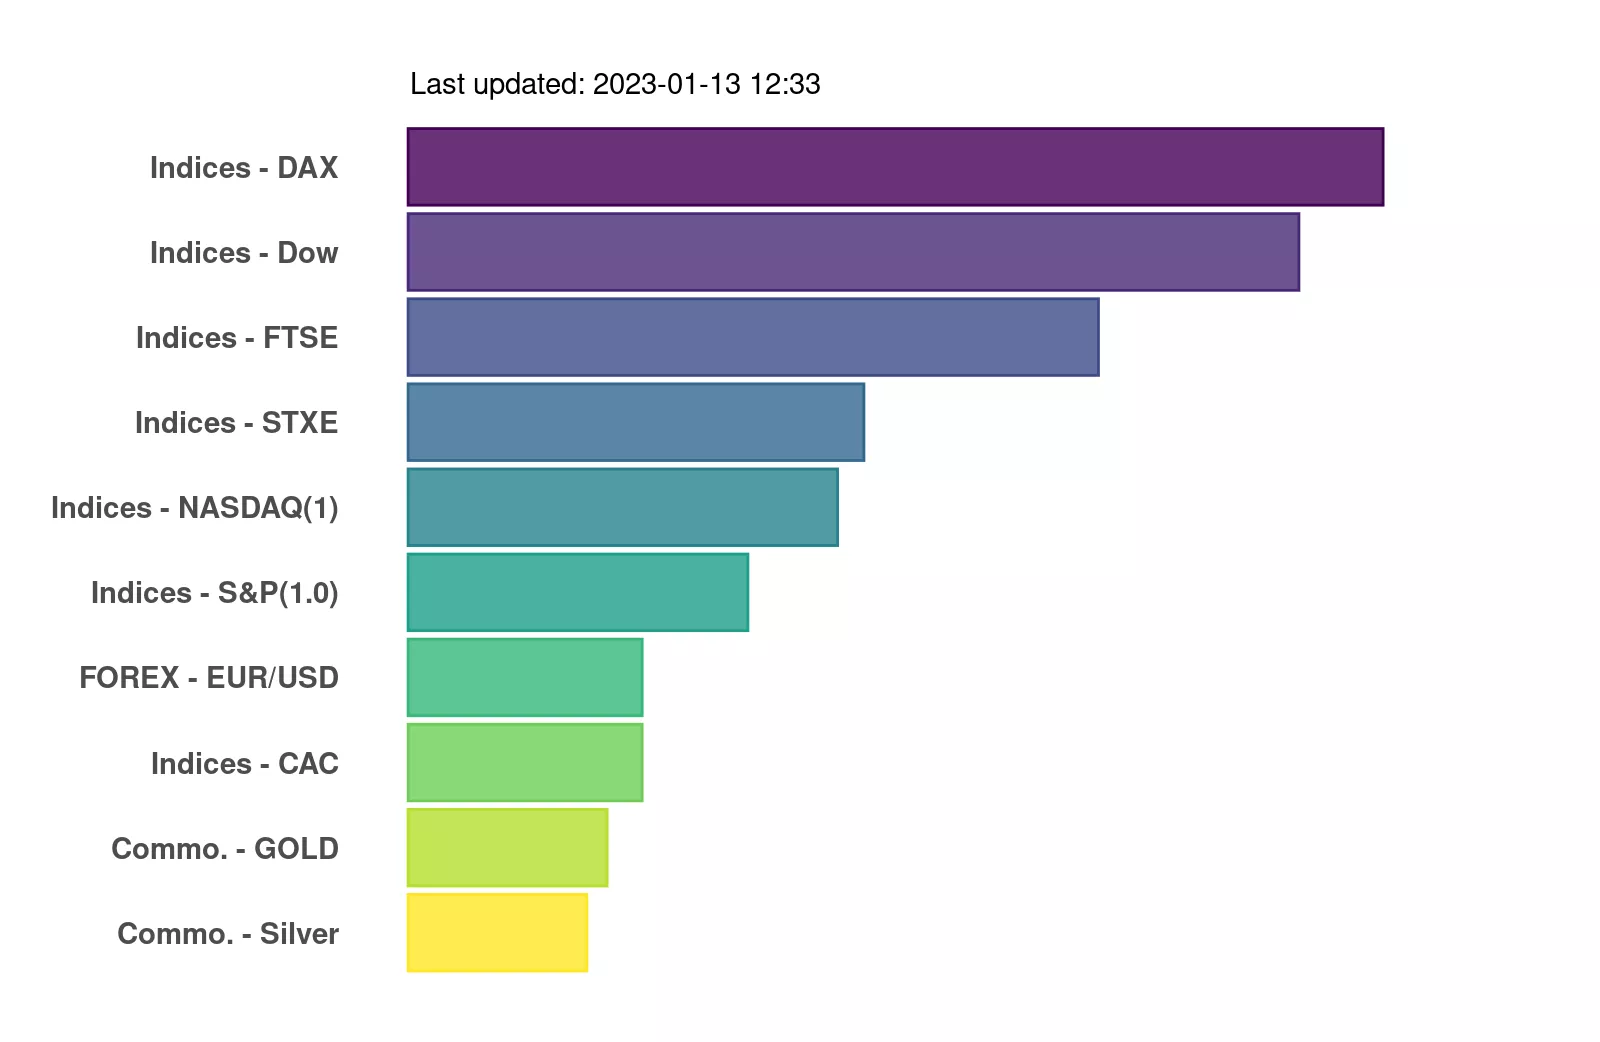 Last updated: 2023-01-13 12:33
Indices - DAX
Indices - Dow
Indices - FTSE
Indices - STXE
Indices - NASDAQ(1)
Indices - S&P(1.0)
FOREX - EUR/USD
Indices - CAC
Commo. - GOLD
Commo. - Silver